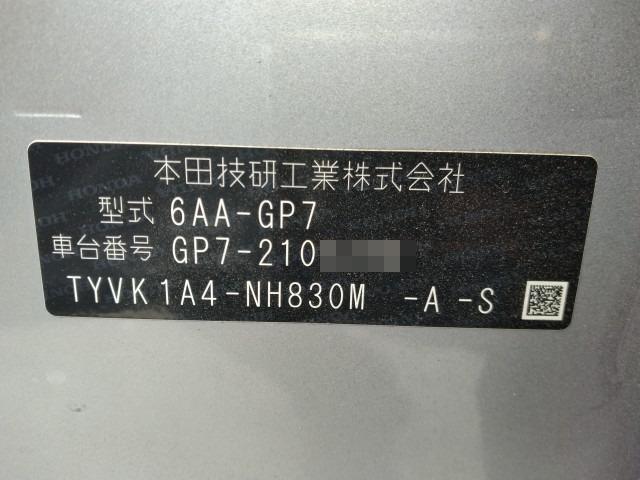 本田技研工業株式会社
型式 6AA-GP7
車台番号 GP7-210
TYVK1A4-NH830M -A -S